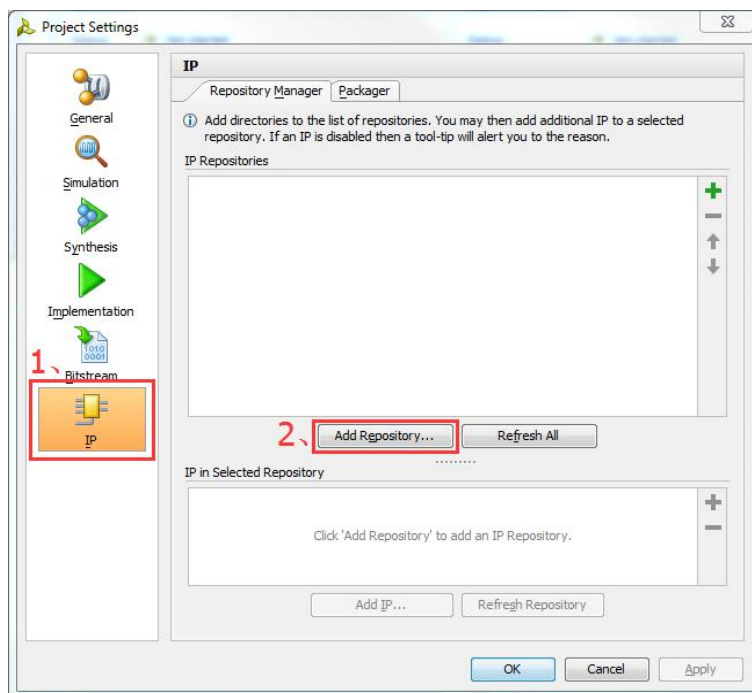 Project Settings
General
Simulation
Synthesis
Implementation
1010
0001
1、
Bitstream
IP
IP
Repository Manager
Packager
Add directories to the list of repositories. You may then add additional IP to a selected
repository. If an IP is disabled then a tool-tip will alert you to the reason.
IP Repositories
2、
Add Repository...
Refresh All
IP in Selected Repository
Click 'Add Repository' to add an IP Repository.
Add IP...
Refresh Repository
OK
Cancel
Apply